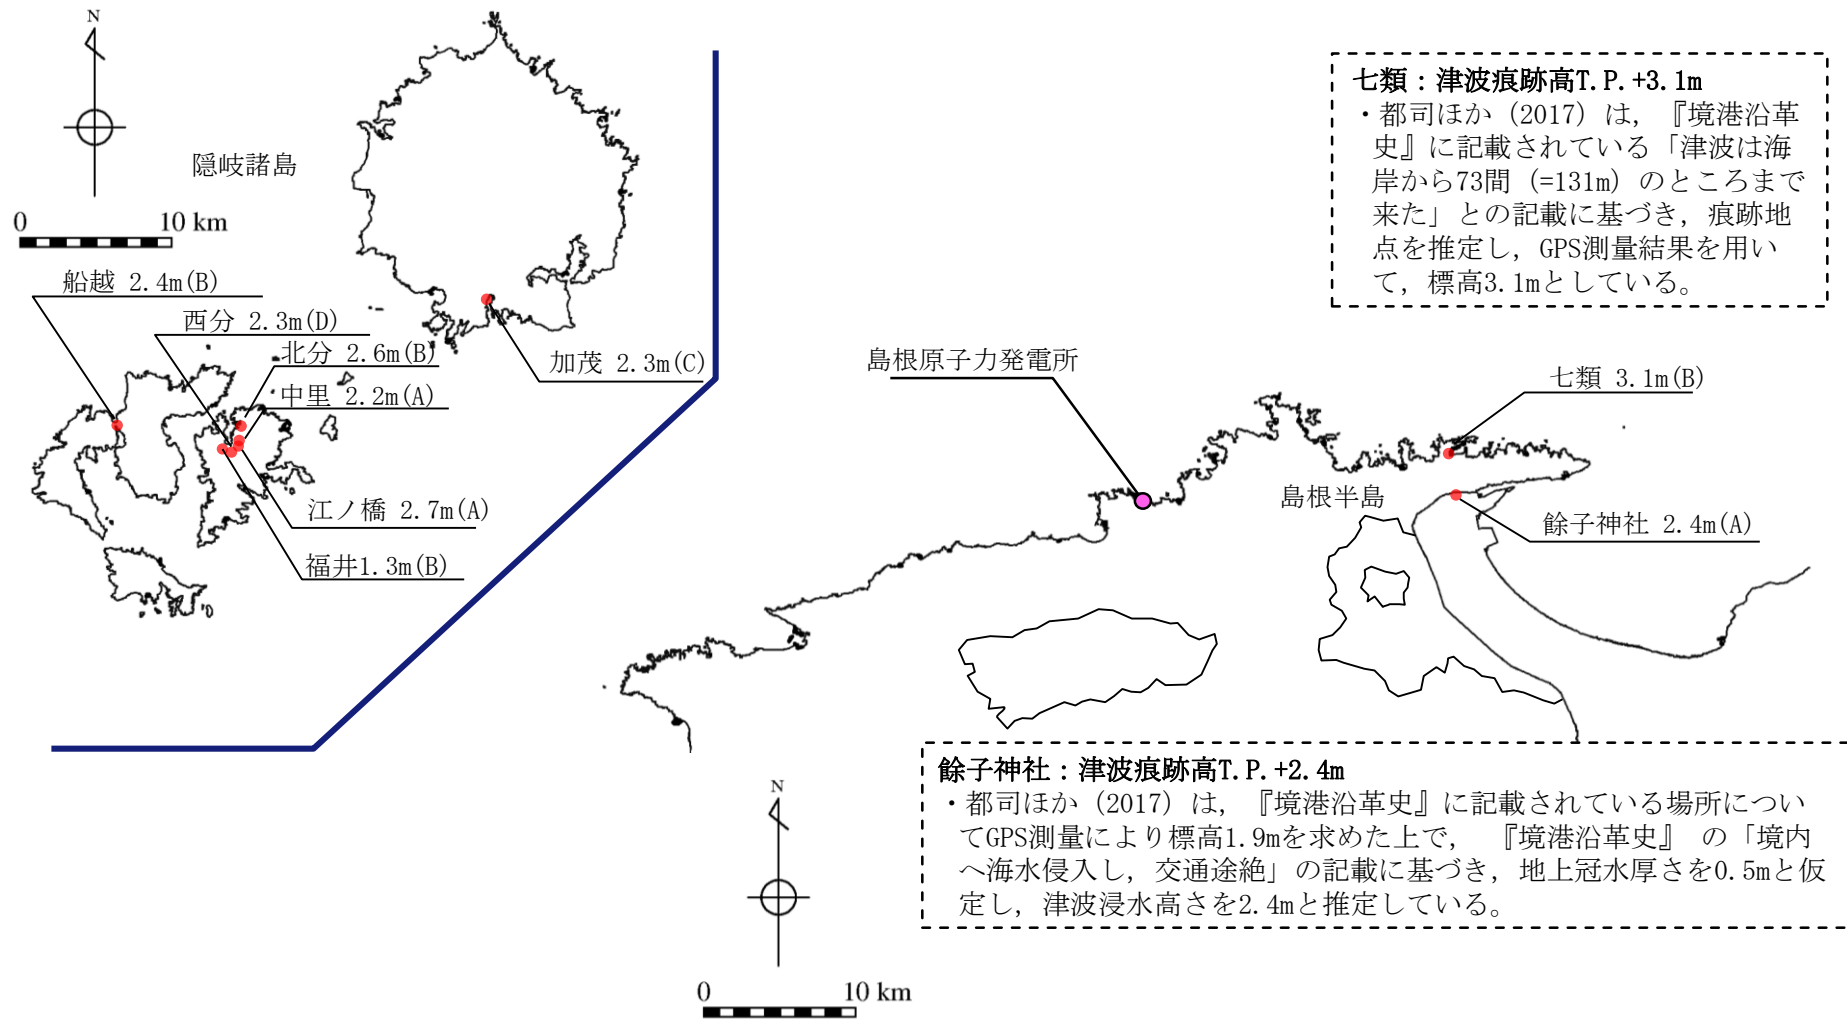 N
隠岐諸島
0 10 km
船越 2.4m(B)
西分 2.3m(D)
北分 2.6m(B)
中里 2.2m(A)
加茂 2.3m(C)
江ノ橋 2.7m(A)
福井1.3m(B)
七類：津波痕跡高T.P.+3.1m
・都司ほか（2017）は，『境港沿革
史』に記載されている「津波は海
岸から73間（=131m）のところまで
来た」との記載に基づき，痕跡地
点を推定し，GPS測量結果を用い
て，標高3.1mとしている。
島根原子力発電所
七類 3.1m(B)
島根半島
餘子神社 2.4m(A)
餘子神社：津波痕跡高T.P.+2.4m
・都司ほか（2017）は，『境港沿革史』に記載されている場所につい
てGPS測量により標高1.9mを求めた上で， 『境港沿革史』 の「境内
へ海水侵入し，交通途絶」の記載に基づき，地上冠水厚さを0.5mと仮
定し，津波浸水高さを2.4mと推定している。
N
0 10 km